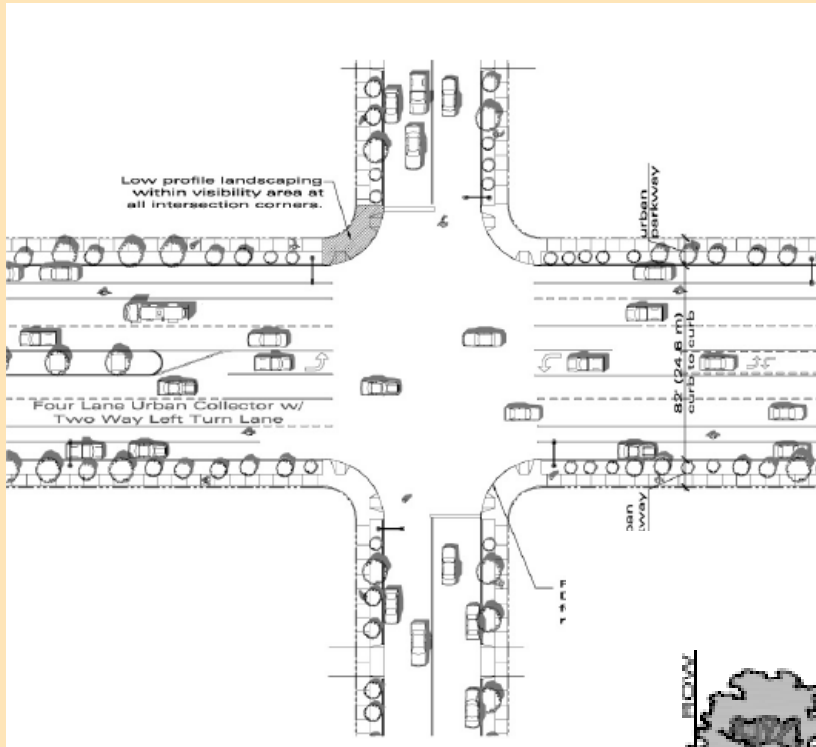 Low profile landscaping
within visibility area at
all intersection corners.
urban
parkway
82' (24.8 m)
curb to curb
Four Lane Urban Collector w/
Two Way Left Turn Lane
ROW